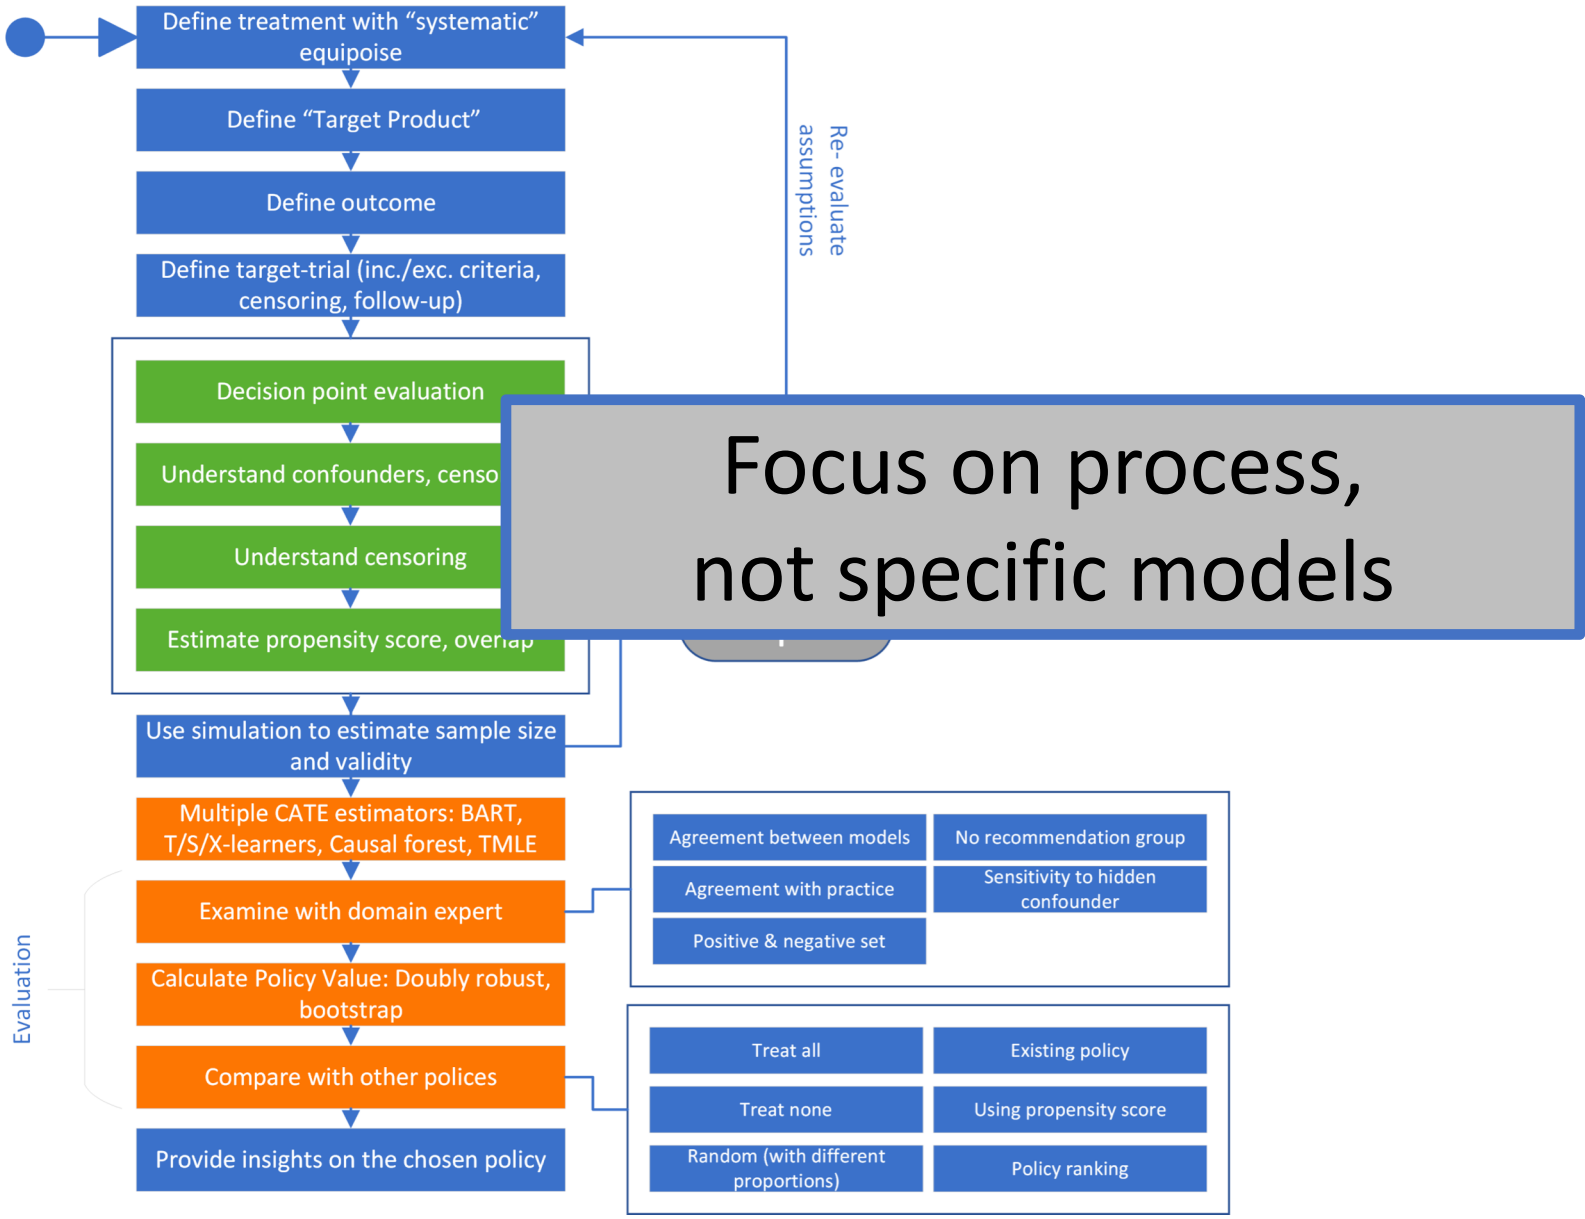 Define treatment with “systematic”
equipoise
Define “Target Product”
Define outcome
Define target-trial (inc./exc. criteria,
censoring, follow-up)
Re- evaluate
assumptions
Decision point evaluation
Understand confounders,
Understand censoring
Estimate propensity score, overlap
Focus on process,
not specific models
Use simulation to estimate sample size
and validity
Multiple CATE estimators: BART,
T/S/X-learners, Causal forest, TMLE
Evaluation
Examine with domain expert
Agreement between models
No recommendation group
Agreement with practice
Sensitivity to hidden
confounder
Positive & negative set
Calculate Policy Value: Doubly robust,
bootstrap
Compare with other polices
Treat all
Existing policy
Treat none
Using propensity score
Random (with different
proportions)
Policy ranking
Provide insights on the chosen policy